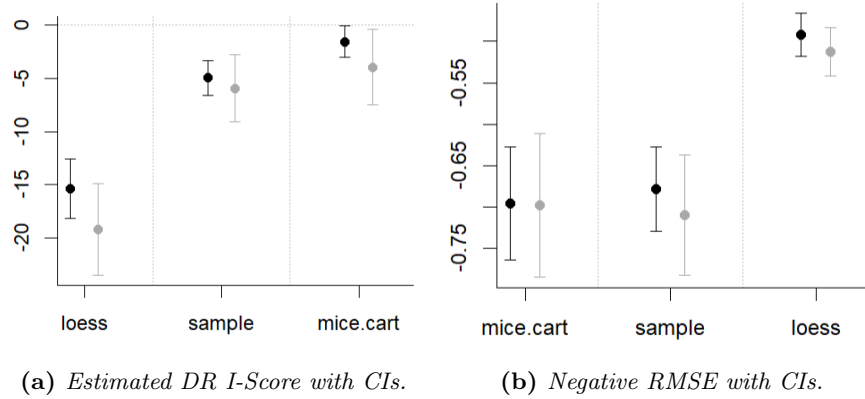 0
-5
-10
-15
-20
loess sample mice.cart
(a) Estimated DR I-Score with CIs.
-0.55
-0.65
-0.75
mice.cart sample loess
(b) Negative RMSE with CIs.